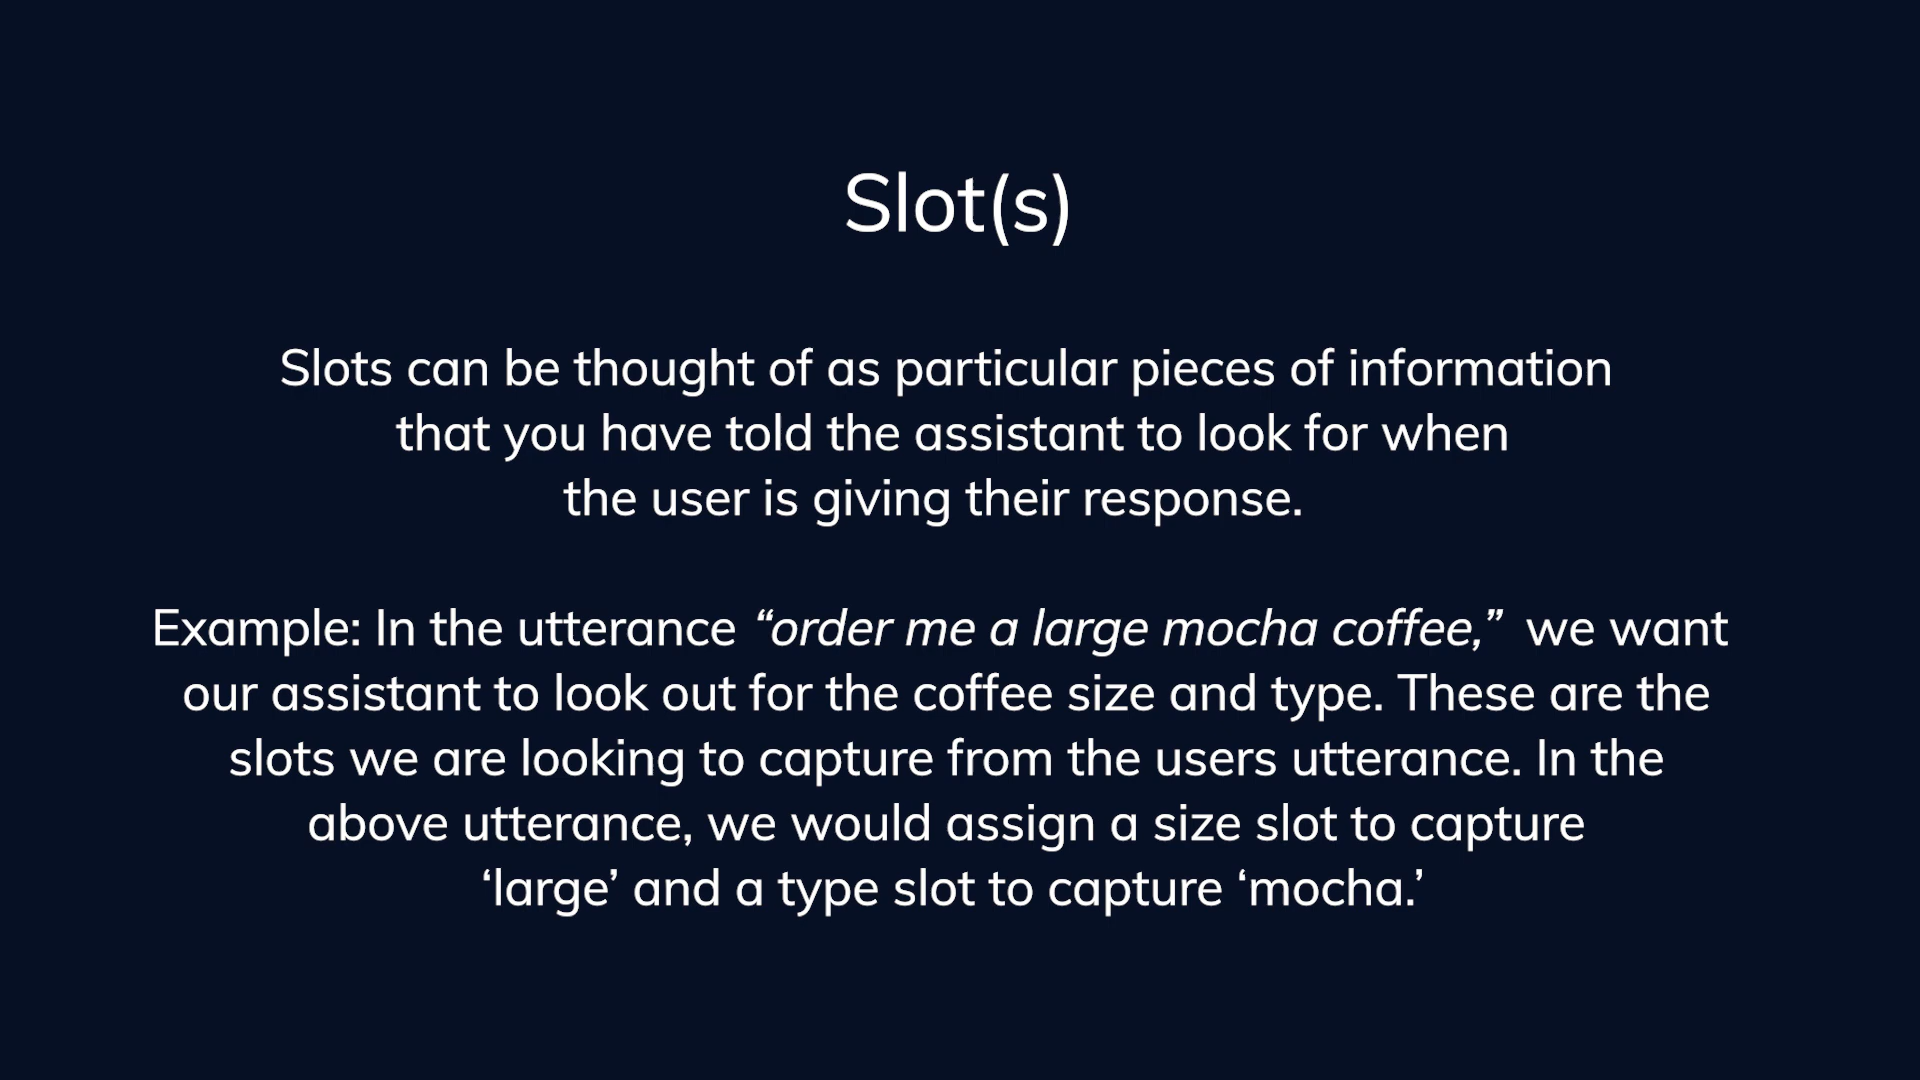 Slot(s)
Slots can be thought of as particular pieces of information
that you have told the assistant to look for when
the user is giving their response.
Example: In the utterance “order me a large mocha coffee,” we want
our assistant to look out for the coffee size and type. These are the
slots we are looking to capture from the users utterance. In the
above utterance, we would assign a size slot to capture
‘large’ and a type slot to capture ‘mocha.’